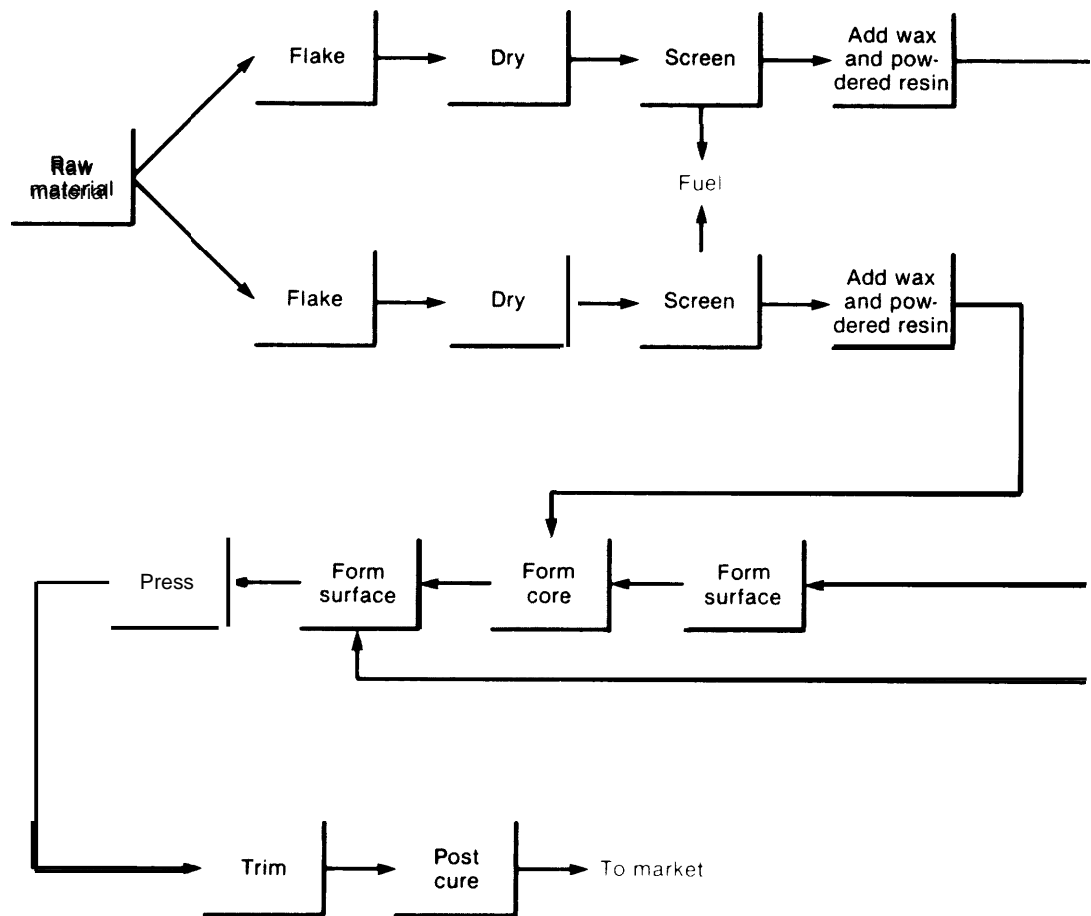 Flake
Dry
Screen
Add wax
and pow-
dered resin
Raw
material
Fuel
Flake
Dry
Screen
Add wax
and pow-
dered resin
Press
Form
surface
Form
core
Form
surface
Trim
Post
cure
To market